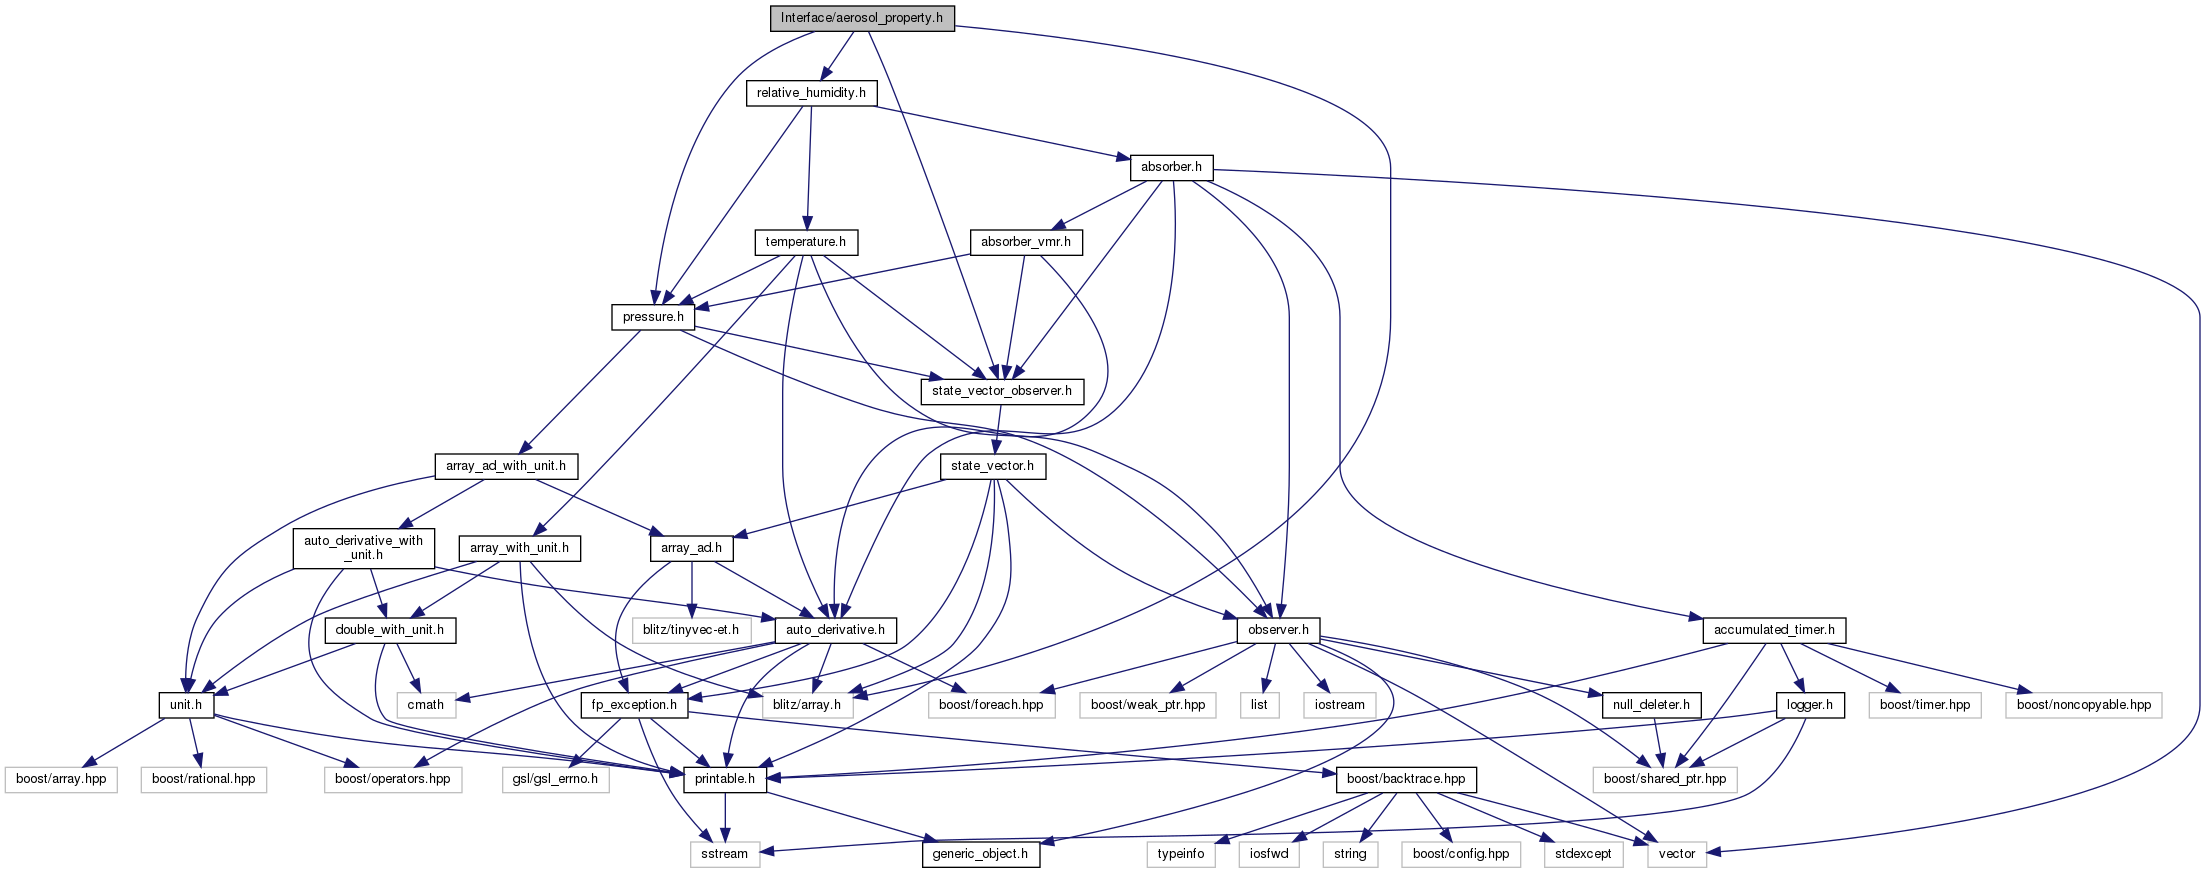 Interface/aerosol_property.h
relative_humidity.h
absorber.h
temperature.h
absorber_vmr.h
pressure.h
state_vector_observer.h
array_ad_with_unit.h
state_vector.h
auto_derivative_with
_unit.h
array_with_unit.h
array_ad.h
double_with_unit.h
blitz/tinyvec-et.h
auto_derivative.h
observer.h
accumulated_timer.h
unit.h
cmath
fp_exception.h
blitz/array.h
boost/foreach.hpp
boost/weak_ptr.hpp
list
iostream
null_deleter.h
logger.h
boost/timer.hpp
boost/noncopyable.hpp
boost/array.hpp
boost/rational.hpp
boost/operators.hpp
gsl/gsl_errno.h
printable.h
boost/backtrace.hpp
boost/shared_ptr.hpp
sstream
generic_object.h
typeinfo
iosfwd
string
boost/config.hpp
stdexcept
vector